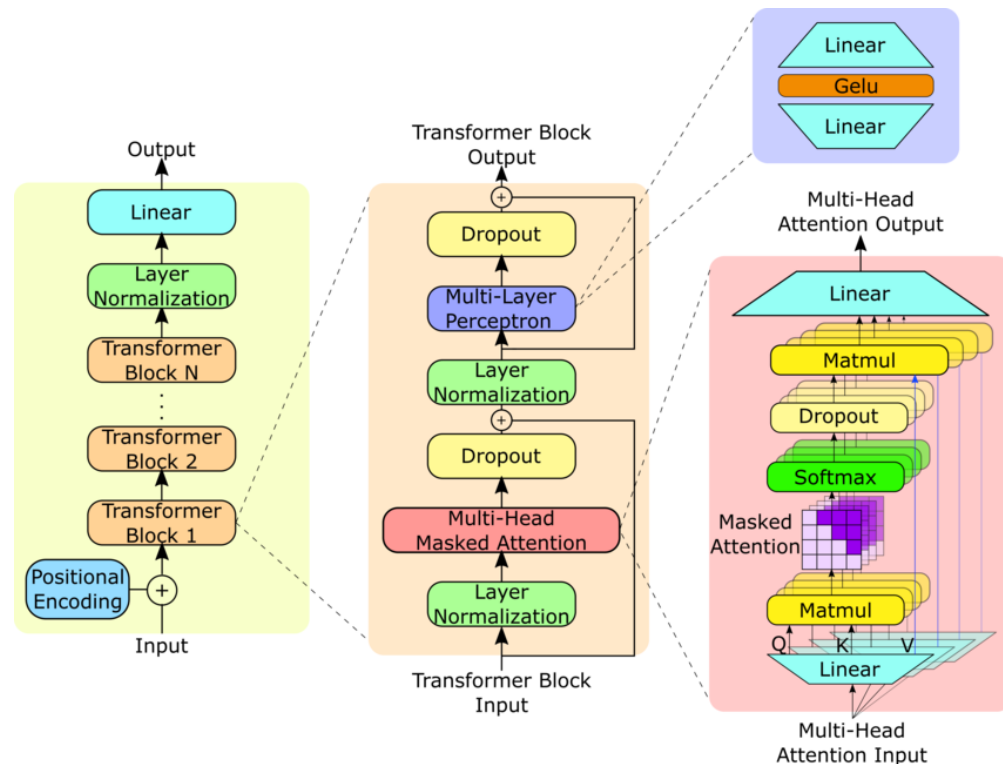 Output
Linear
Layer
Normalization
Transformer
Block N
Transformer
Block 2
Transformer
Block 1
Positional
Encoding
+
Input
Transformer Block
Output
+
Dropout
Multi-Layer
Perceptron
Layer
Normalization
+
Dropout
Multi-Head
Masked Attention
Layer
Normalization
Transformer Block
Input
Linear
Gelu
Linear
Multi-Head
Attention Output
Linear
Matmul
Dropout
Softmax
Masked
Attention
Matmul
Q K V
Linear
Multi-Head
Attention Input